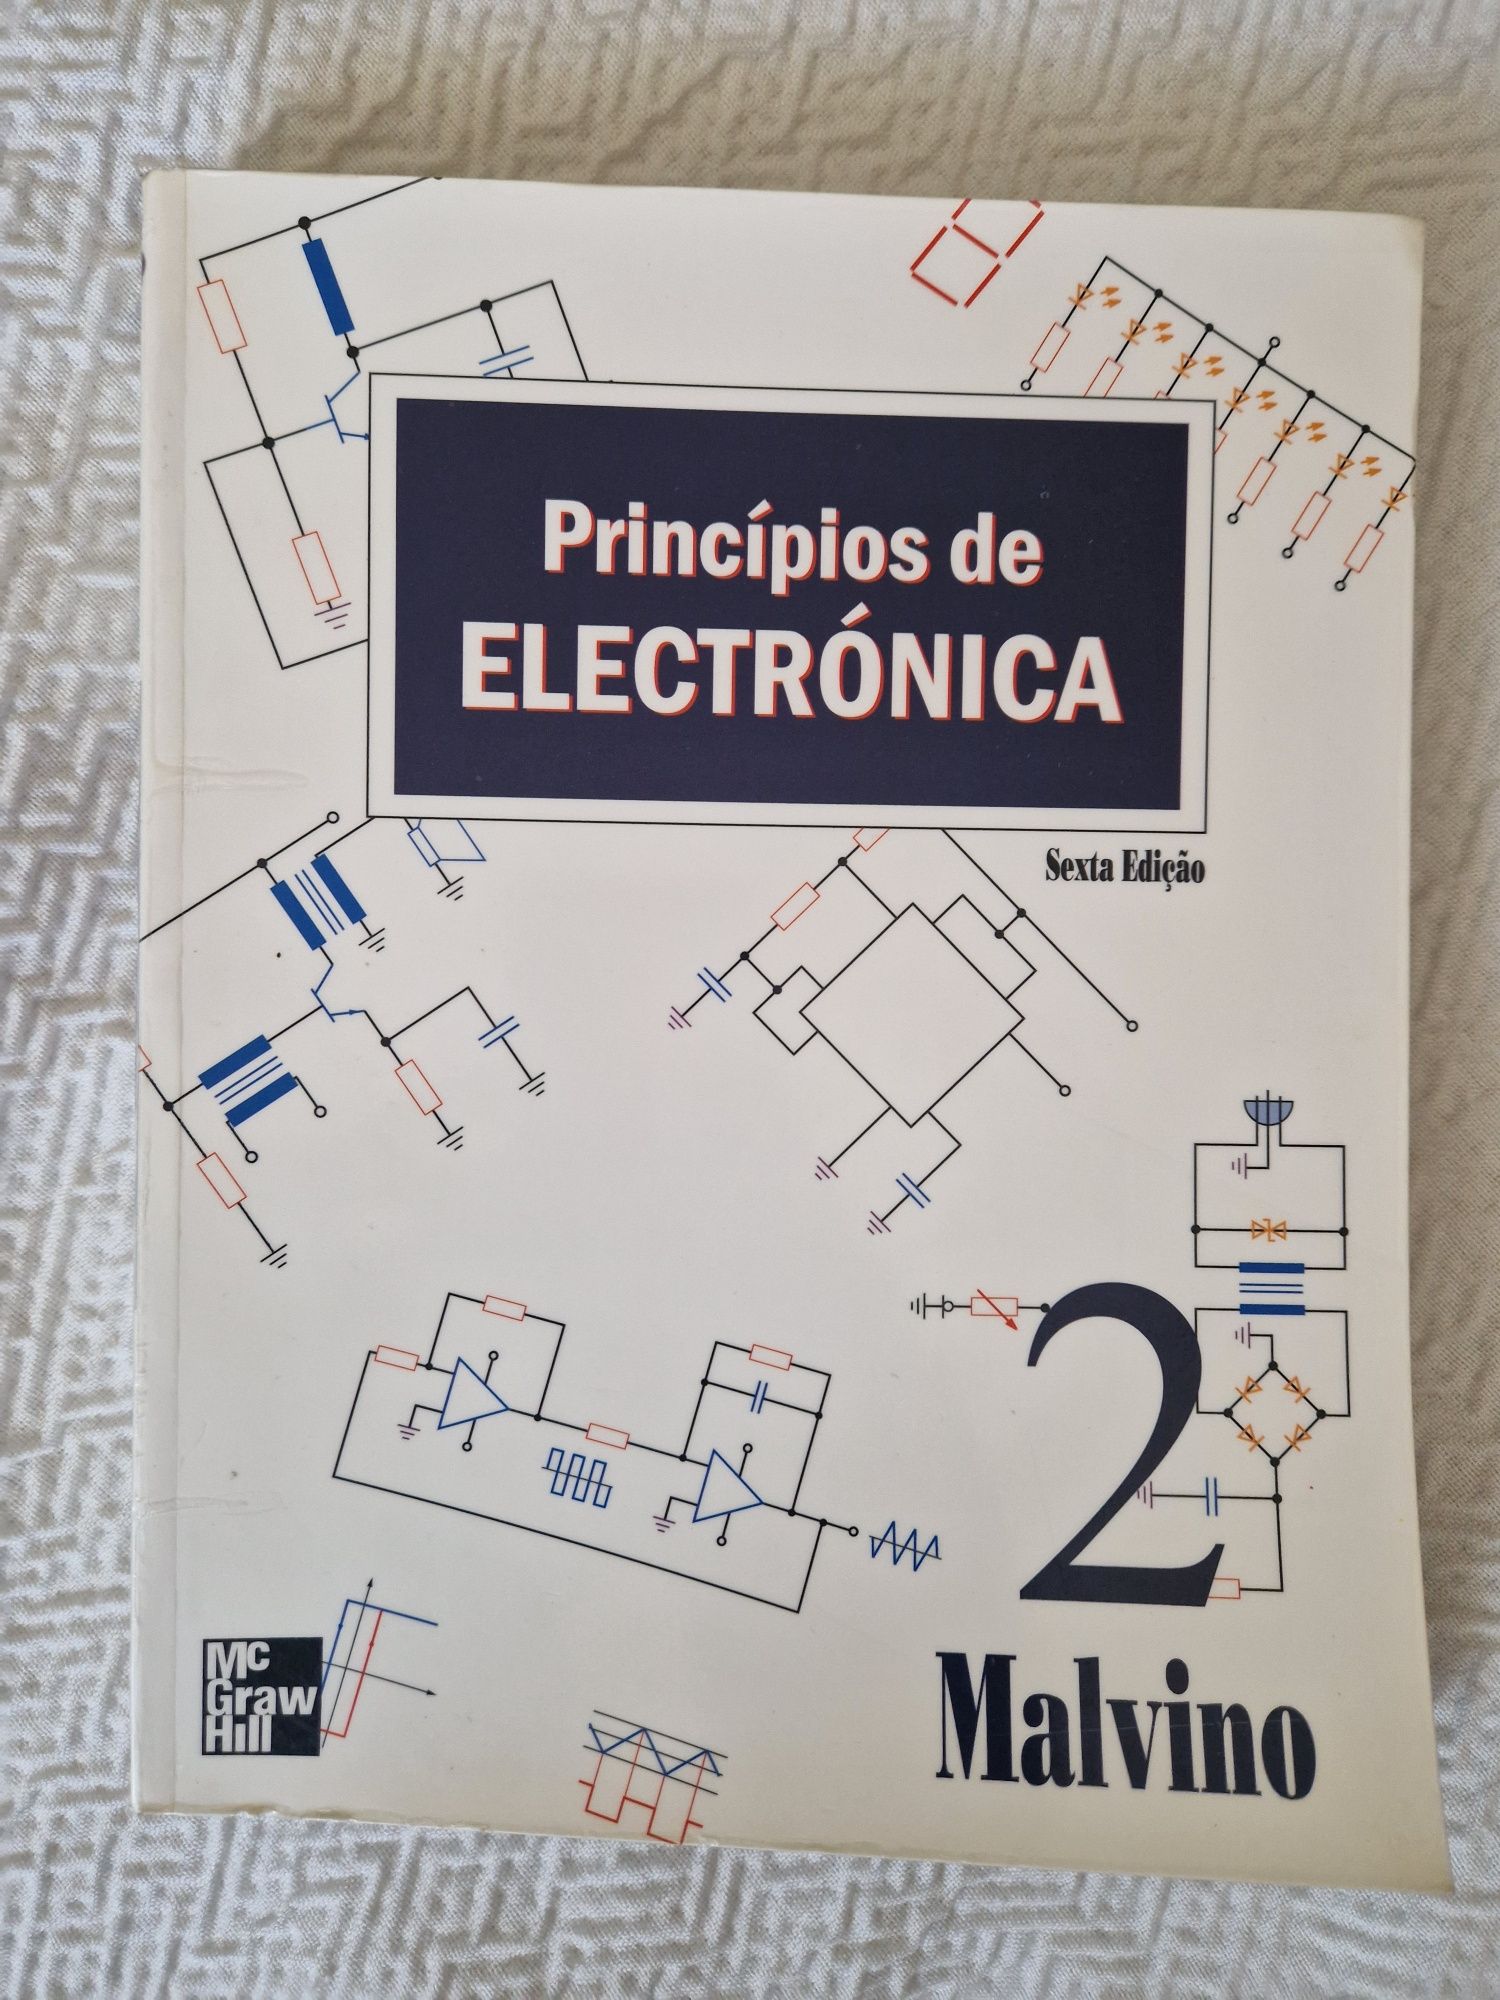 Princípios de
ELECTRÓNICA
Sexta Edição
2
Malvino
Mc
Graw
Hill